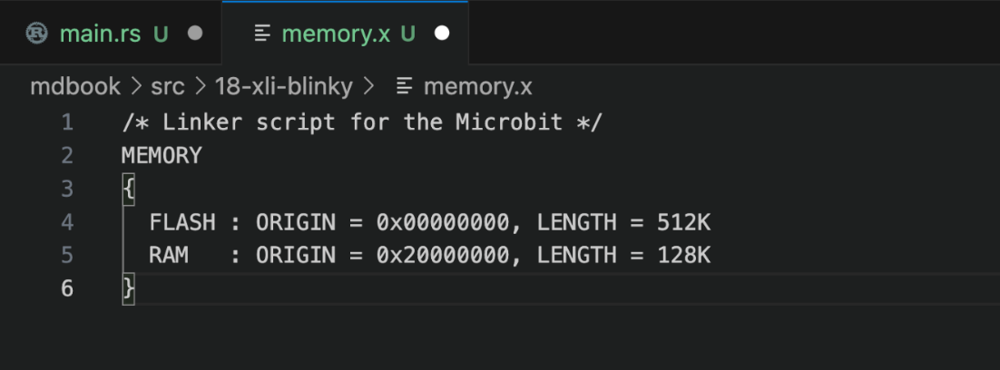 main.rs U memory.x U
mdbook > src > 18-xli-blinky > memory.x
1 /* Linker script for the Microbit */
2 MEMORY
3 {
4   FLASH : ORIGIN = 0x00000000, LENGTH = 512K
5   RAM   : ORIGIN = 0x20000000, LENGTH = 128K
6 }